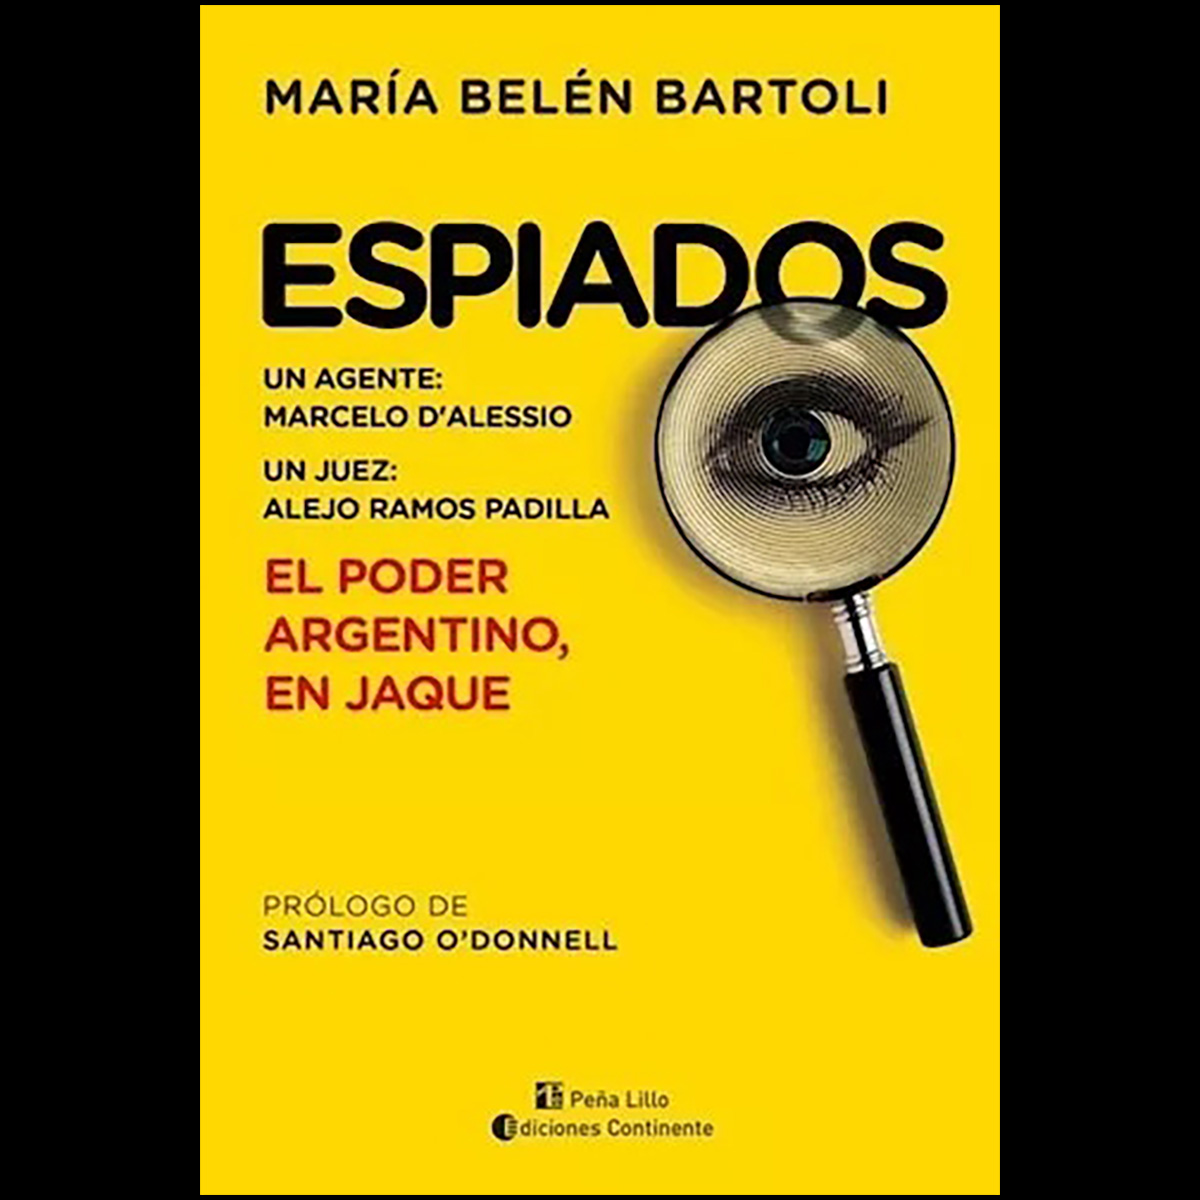 MARÍA BELÉN BARTOLI
ESPIADOS
UN AGENTE:
MARCELO D'ALESSIO
UN JUEZ:
ALEJO RAMOS PADILLA
EL PODER
ARGENTINO,
EN JAQUE
PRÓLOGO DE
SANTIAGO O'DONNELL
Peña Lillo
Ediciones Continente